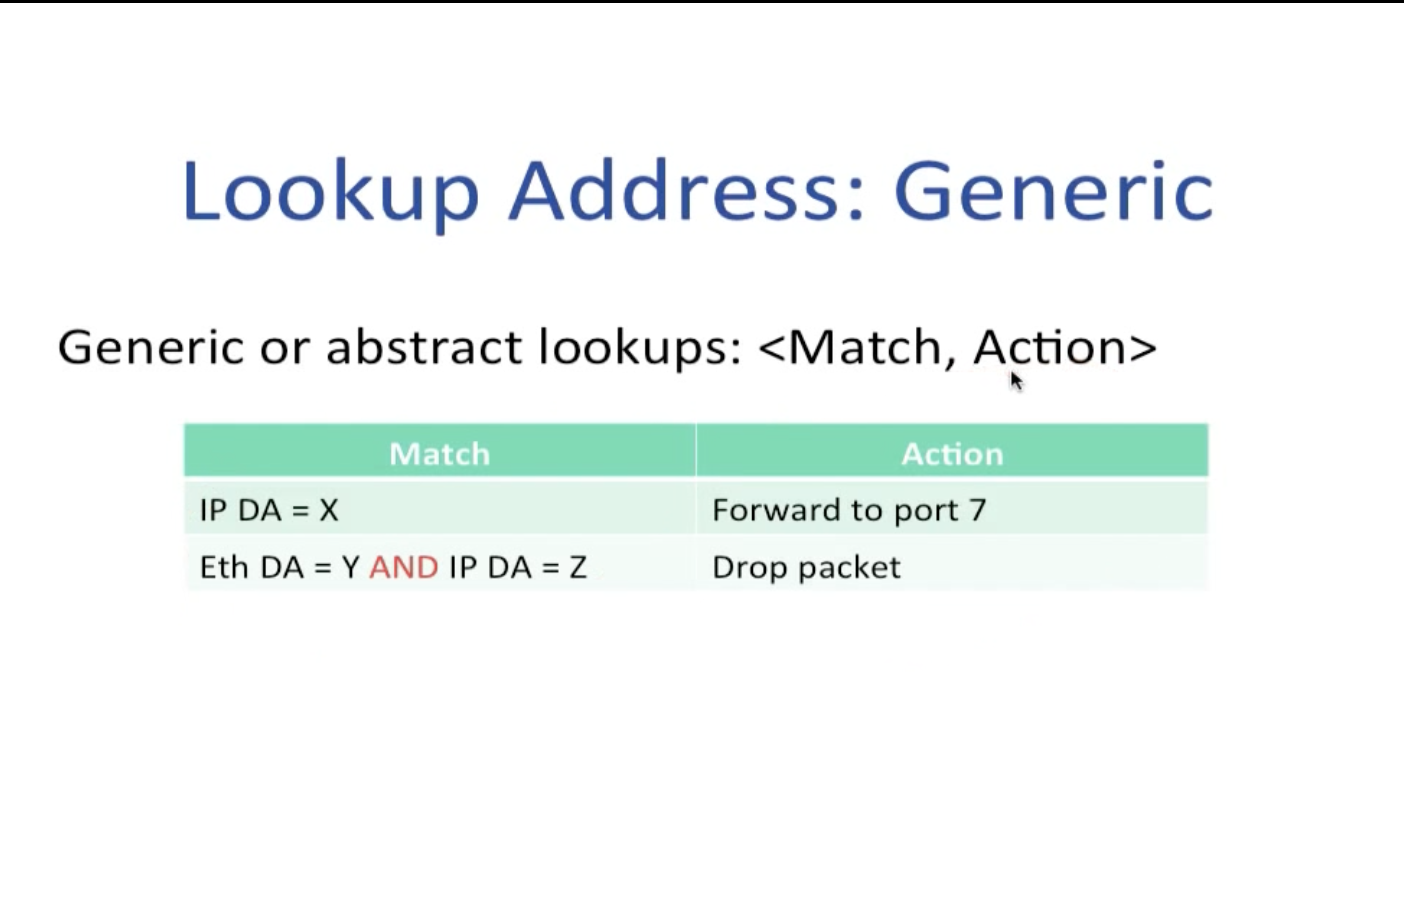 Lookup Address: Generic
Generic or abstract lookups: <Match, Action>
Match Action
IP DA = X Forward to port 7
Eth DA = Y AND IP DA = Z Drop packet